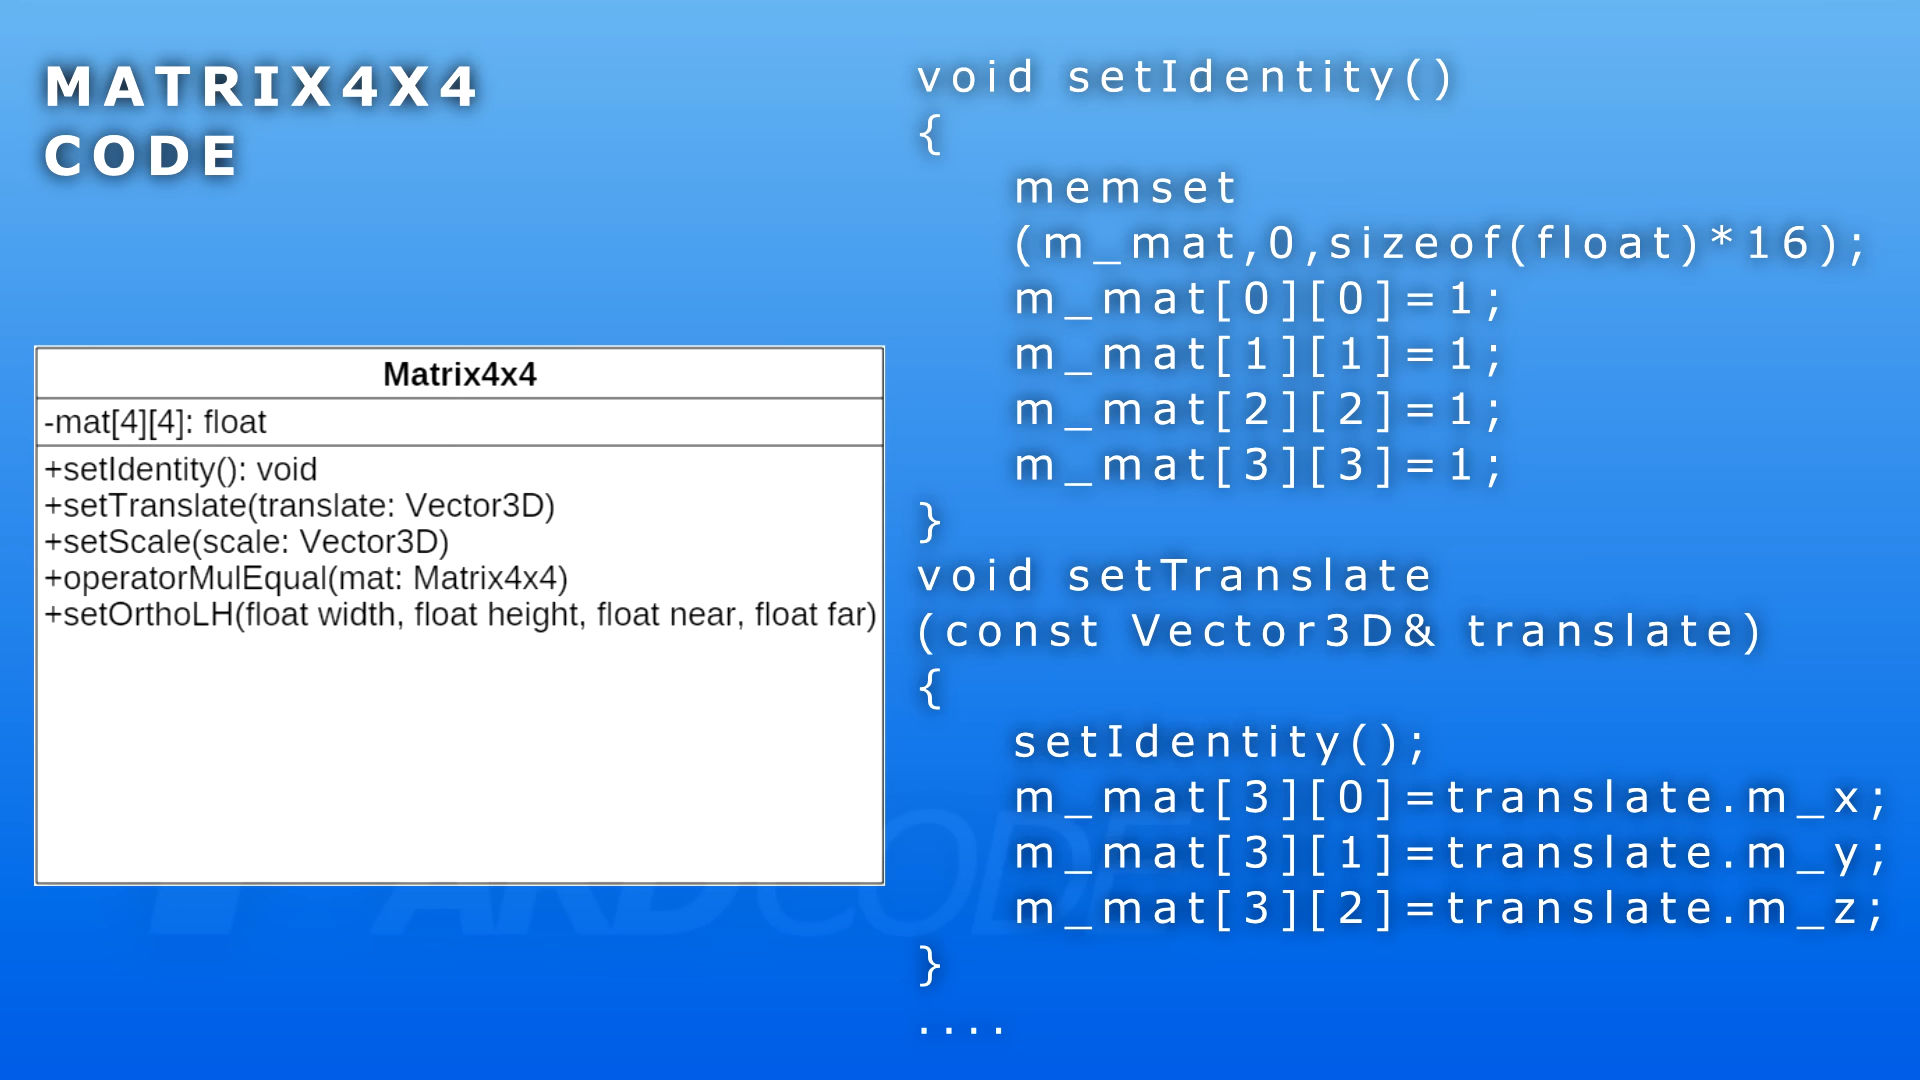 MATRIX4X4
CODE
Matrix4x4
-mat[4][4]: float
+setIdentity(): void
+setTranslate(translate: Vector3D)
+setScale(scale: Vector3D)
+operatorMulEqual(mat: Matrix4x4)
+setOrthoLH(float width, float height, float near, float far)
void setIdentity()
{
memset
(m_mat,0,sizeof(float)*16);
m_mat[0][0]=1;
m_mat[1][1]=1;
m_mat[2][2]=1;
m_mat[3][3]=1;
}
void setTranslate
(const Vector3D& translate)
{
setIdentity();
m_mat[3][0]=translate.m_x;
m_mat[3][1]=translate.m_y;
m_mat[3][2]=translate.m_z;
}
....